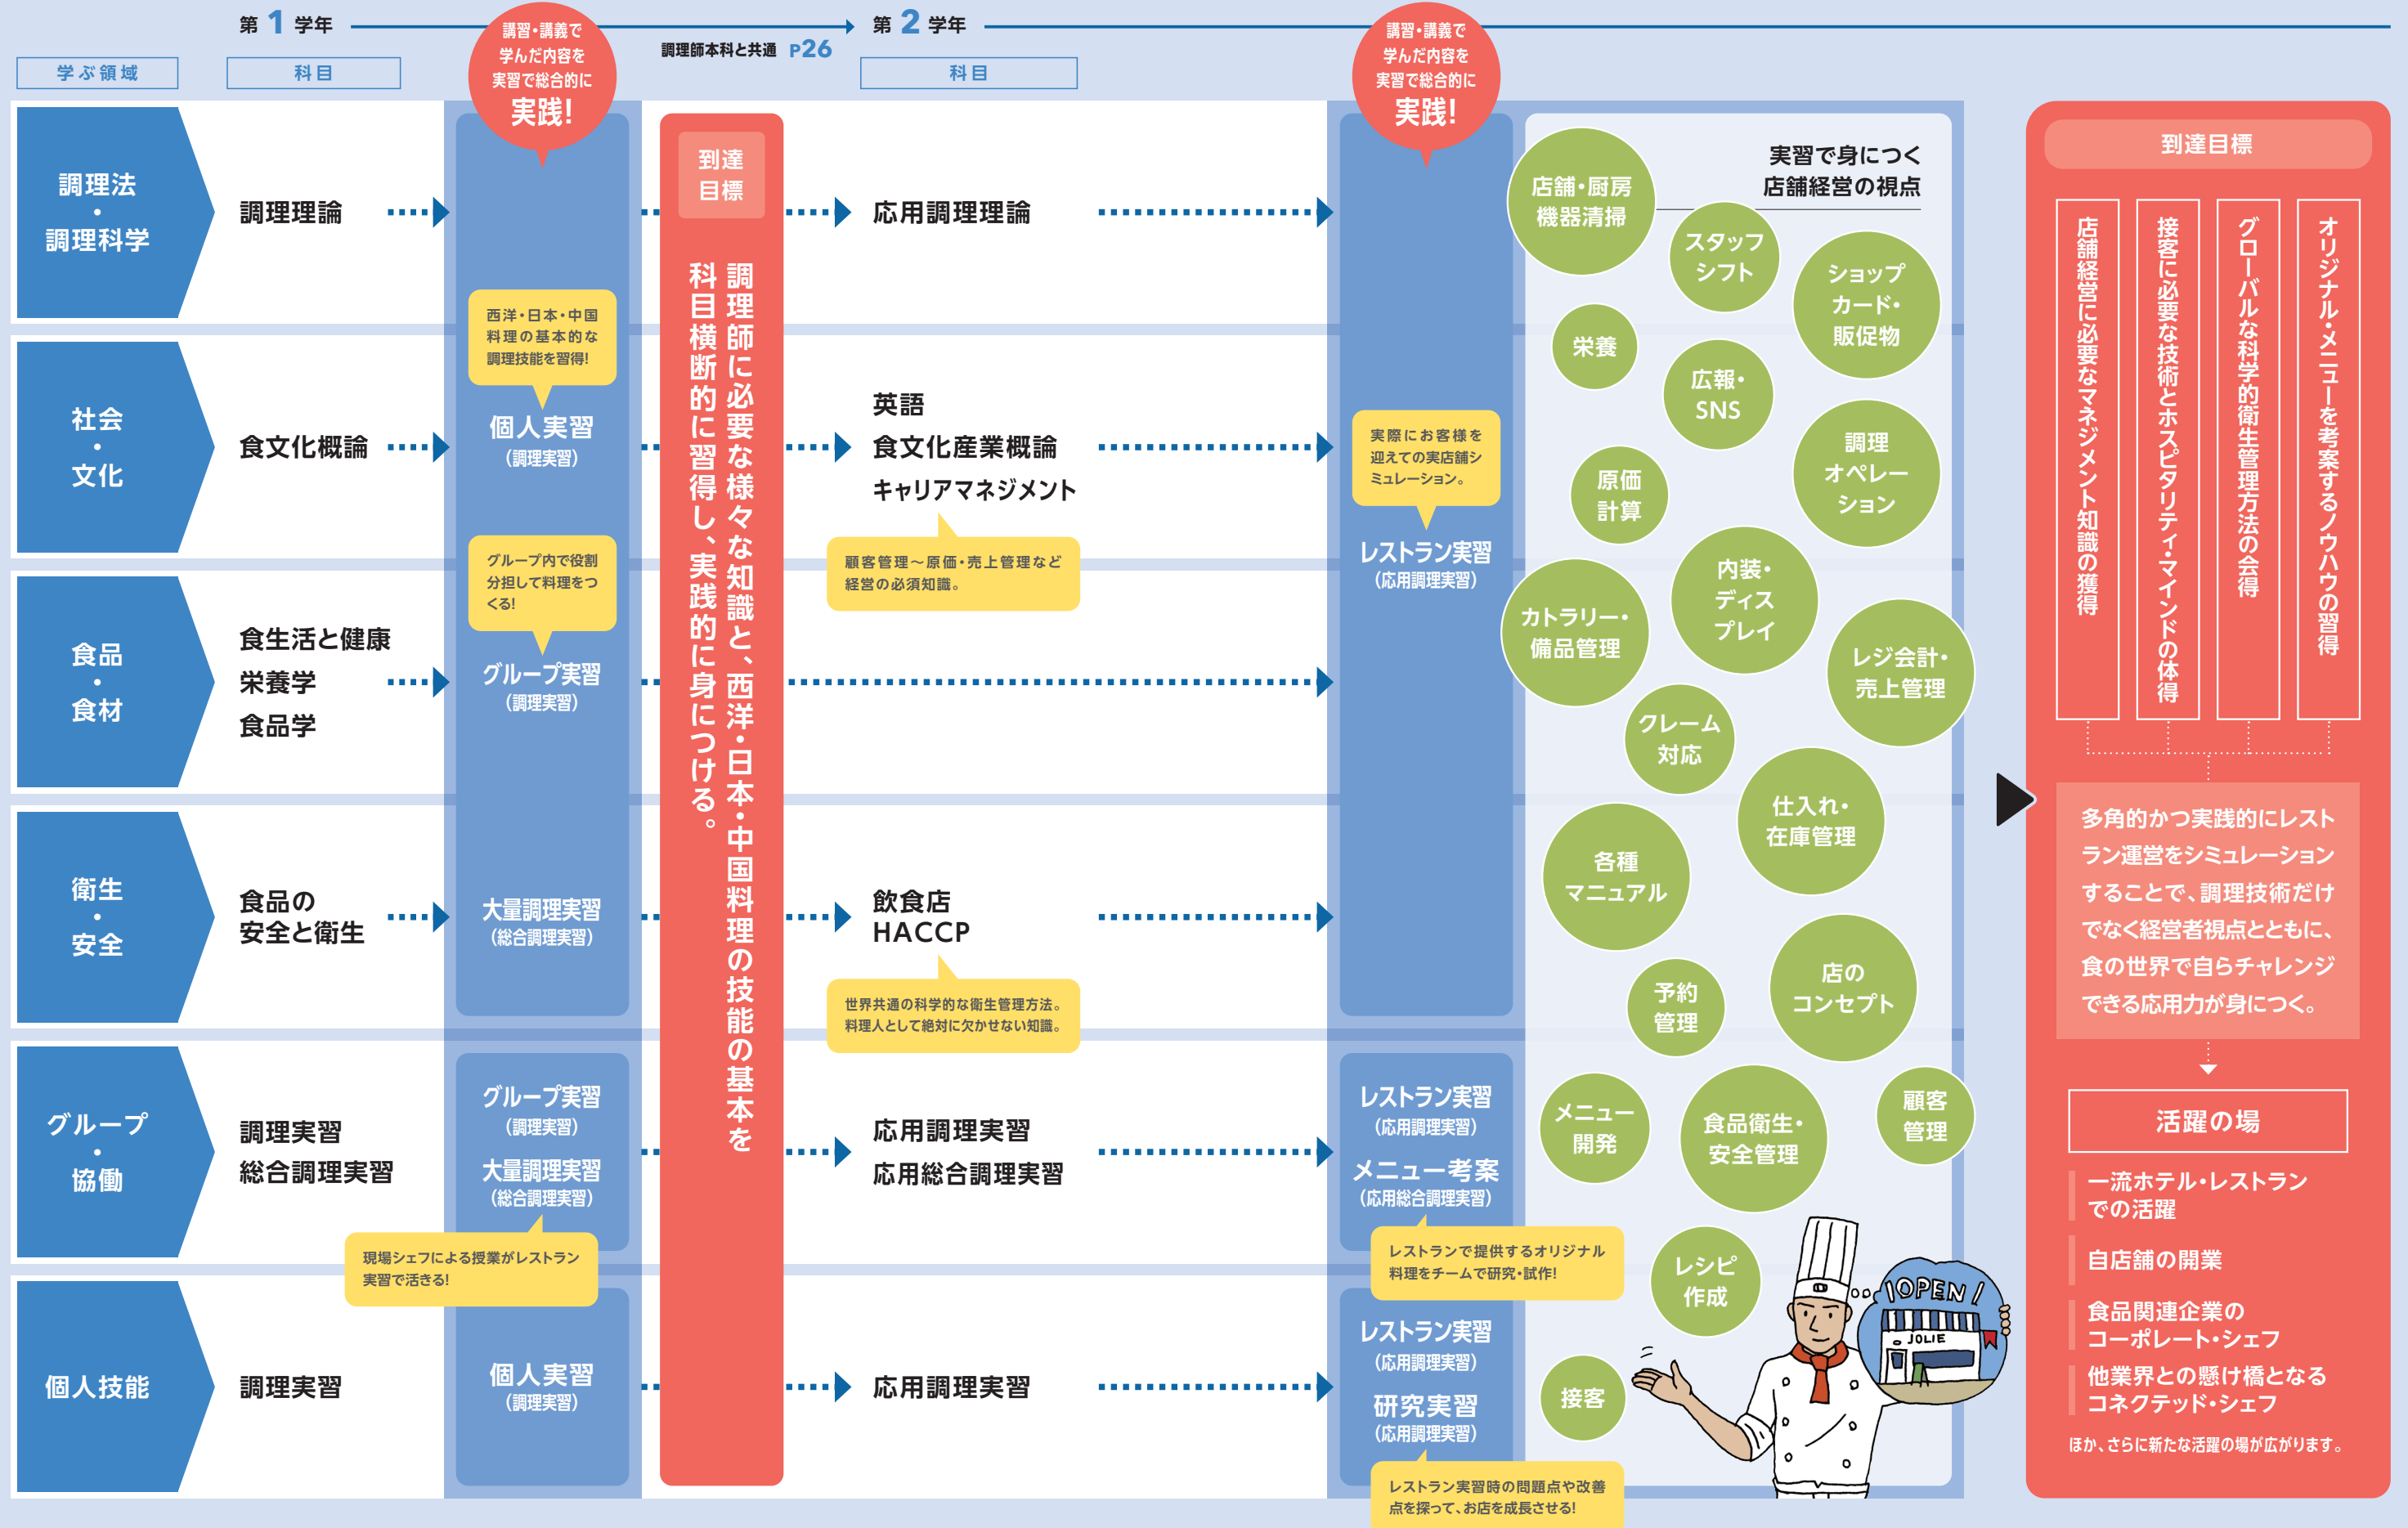 第1学年
第2学年
調理師本科と共通 P26
学ぶ領域
科目
科目
講習・講義で
学んだ内容を
実習で総合的に
実践!
講習・講義で
学んだ内容を
実習で総合的に
実践!
調理法
・
調理科学
調理理論
応用調理理論
社会
・
文化
食文化概論
英語
食文化産業概論
キャリアマネジメント
顧客管理〜原価・売上管理など
経営の必須知識。
食品
・
食材
食生活と健康
栄養学
食品学
衛生
・
安全
食品の
安全と衛生
飲食店
HACCP
世界共通の科学的な衛生管理方法。
料理人として絶対に欠かせない知識。
グループ
・
協働
調理実習
総合調理実習
応用調理実習
応用総合調理実習
個人技能
調理実習
応用調理実習
西洋・日本・中国
料理の基本的な
調理技能を習得!
個人実習
(調理実習)
グループ内で役割
分担して料理をつ
くる!
グループ実習
(調理実習)
大量調理実習
(総合調理実習)
グループ実習
(調理実習)
大量調理実習
(総合調理実習)
現場シェフによる授業がレストラン
実習で活きる!
個人実習
(調理実習)
到達
目標
調理師に必要な様々な知識と、西洋・日本・中国料理の技能の基本を
科目横断的に習得し、実践的に身につける。
実際にお客様を
迎えての実店舗シ
ミュレーション。
レストラン実習
(応用調理実習)
レストラン実習
(応用調理実習)
メニュー考案
(応用総合調理実習)
レストランで提供するオリジナル
料理をチームで研究・試作!
レストラン実習
(応用調理実習)
研究実習
(応用調理実習)
レストラン実習時の問題点や改善
点を探って、お店を成長させる!
実習で身につく
店舗経営の視点
店舗・厨房
機器清掃
スタッフ
シフト
ショップ
カード・
販促物
栄養
広報・
SNS
調理
オペレー
ション
原価
計算
内装・
ディス
プレイ
カトラリー・
備品管理
レジ会計・
売上管理
クレーム
対応
仕入れ・
在庫管理
各種
マニュアル
店の
コンセプト
予約
管理
メニュー
開発
食品衛生・
安全管理
顧客
管理
レシピ
作成
接客
OPEN
JOLIE
到達目標
オリジナル・メニューを考案するノウハウの習得
グローバルな科学的衛生管理方法の会得
接客に必要な技術とホスピタリティ・マインドの体得
店舗経営に必要なマネジメント知識の獲得
多角的かつ実践的にレスト
ラン運営をシミュレーション
することで、調理技術だけ
でなく経営者視点とともに、
食の世界で自らチャレンジ
できる応用力が身につく。
活躍の場
一流ホテル・レストラン
での活躍
自店舗の開業
食品関連企業の
コーポレート・シェフ
他業界との懸け橋となる
コネクテッド・シェフ
ほか、さらに新たな活躍の場が広がります。